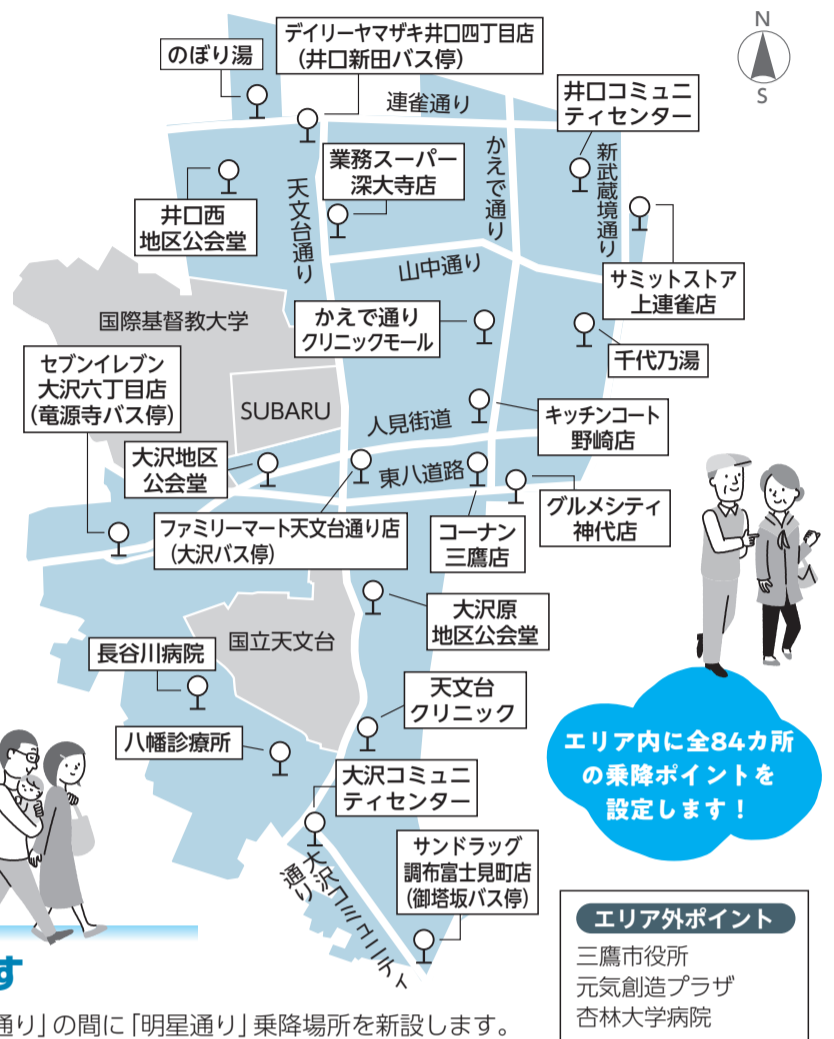 N
S
のぼり湯
デイリーヤマザキ井口四丁目店
（井口新田バス停）
連雀通り
井口コミュニ
ティセンター
業務スーパー
深大寺店
かえで通り
新武蔵境通り
天文台通り
井口西
地区公会堂
山中通り
サミットストア
上連雀店
国際基督教大学
かえで通り
クリニックモール
千代乃湯
セブンイレブン
大沢六丁目店
（竜源寺バス停）
SUBARU
人見街道
キッチンコート
野崎店
大沢地区
公会堂
東八道路
グルメシティ
神代店
ファミリーマート天文台通り店
（大沢バス停）
コーナン
三鷹店
大沢原
地区公会堂
国立天文台
長谷川病院
天文台
クリニック
八幡診療所
エリア内に全84カ所
の乗降ポイントを
設定します！
大沢コミュニ
ティセンター
サンドラッグ
調布富士見町店
（御塔坂バス停）
大沢コミュニティ
通り
エリア外ポイント
三鷹市役所
元気創造プラザ
杏林大学病院
す
通り」の間に「明星通り」乗降場所を新設します。